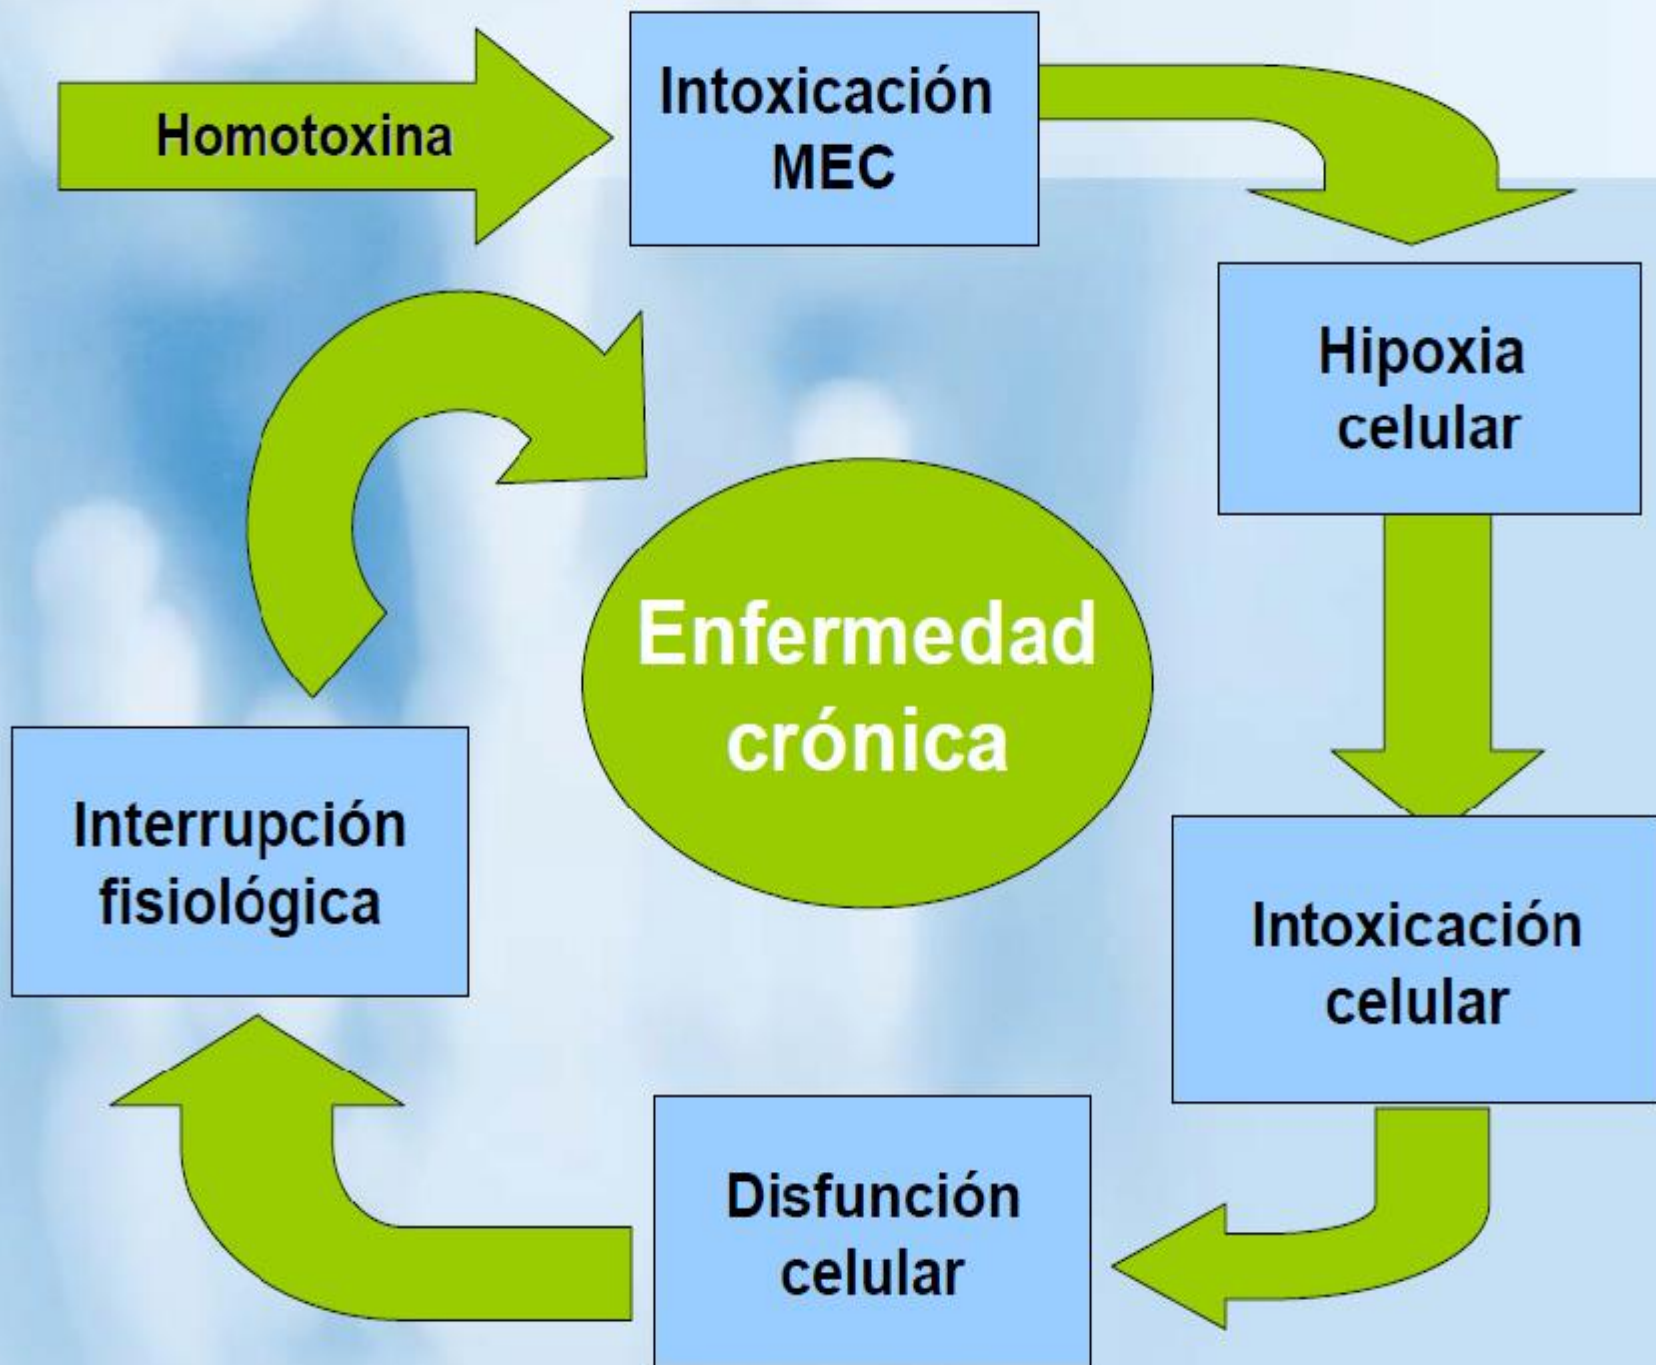 Homotoxina
Intoxicación
MEC
Hipoxia
celular
Enfermedad
crónica
Interrupción
fisiológica
Intoxicación
celular
Disfunción
celular